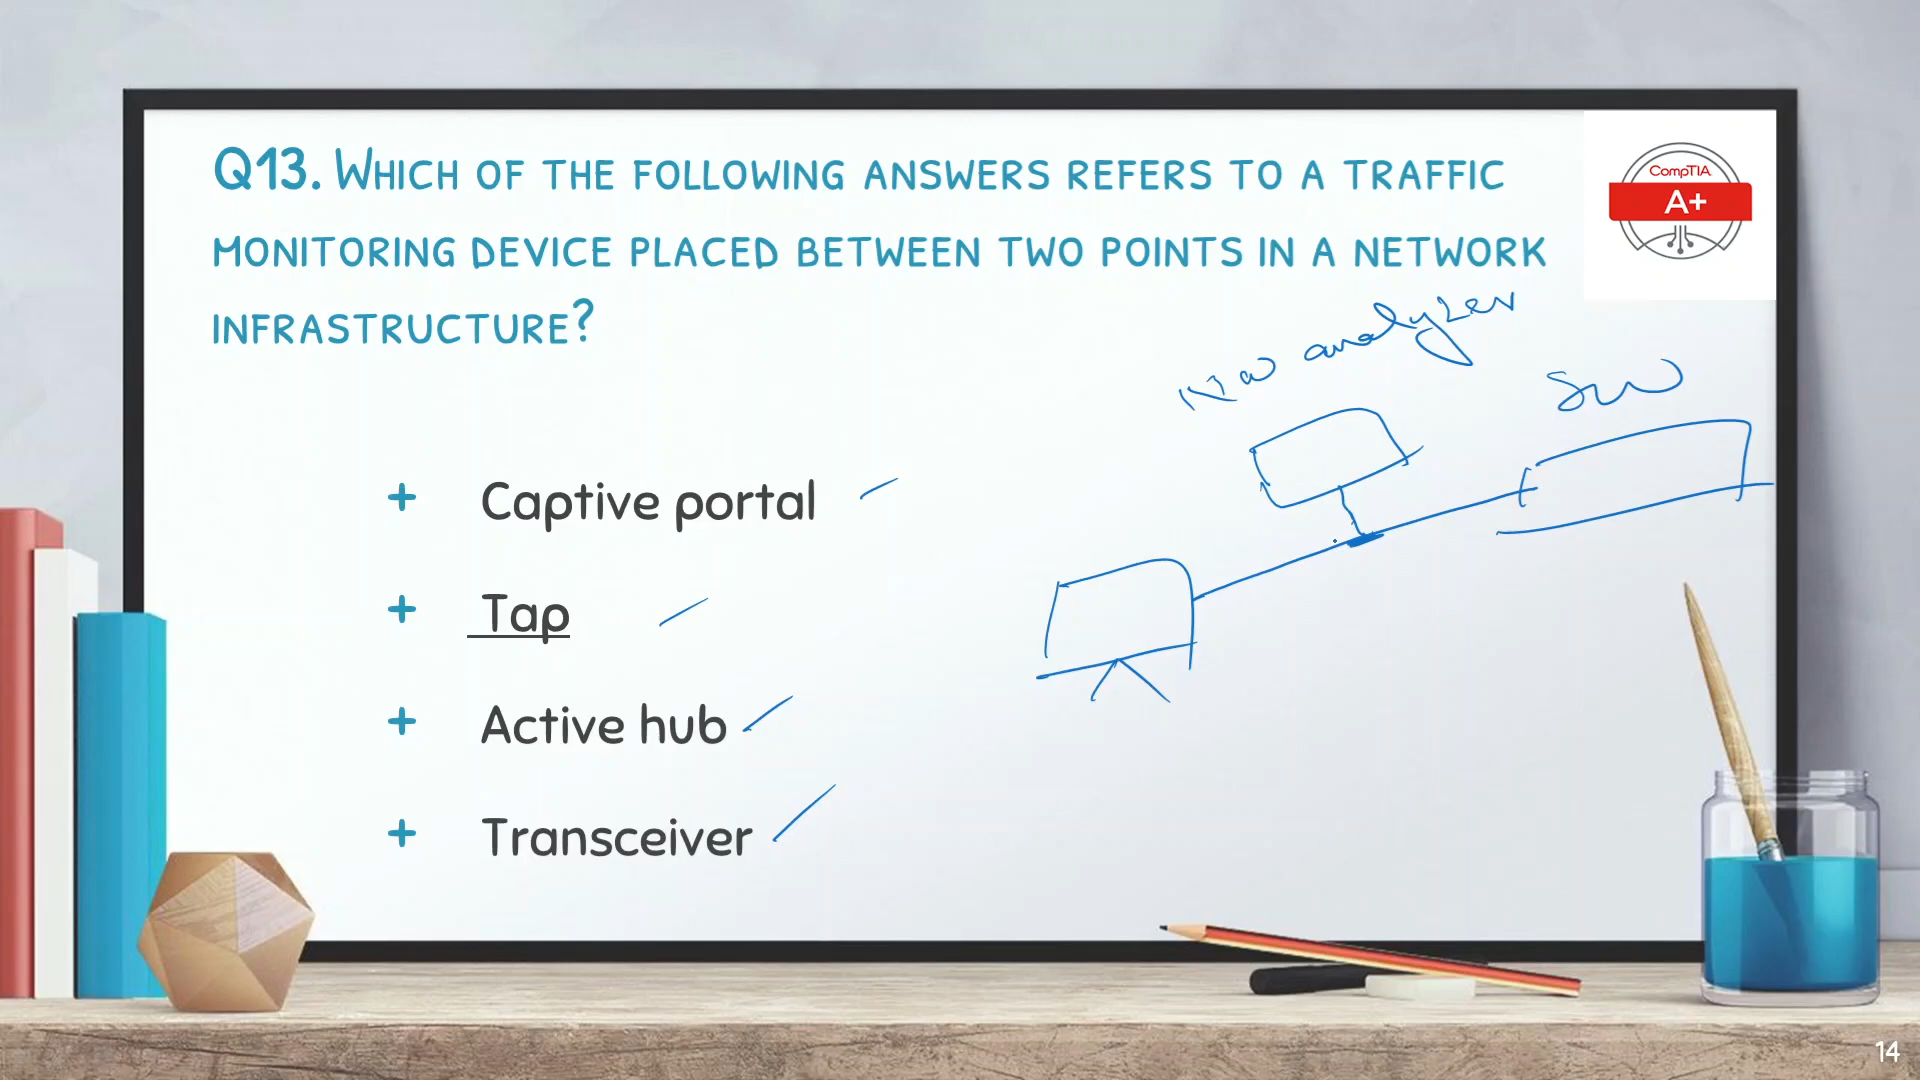 Q13. Which of the following answers refers to a traffic
monitoring device placed between two points in a network
infrastructure?
CompTIA
A+
N/w analyzer
SW
+ Captive portal
+ Tap
+ Active hub
+ Transceiver
14